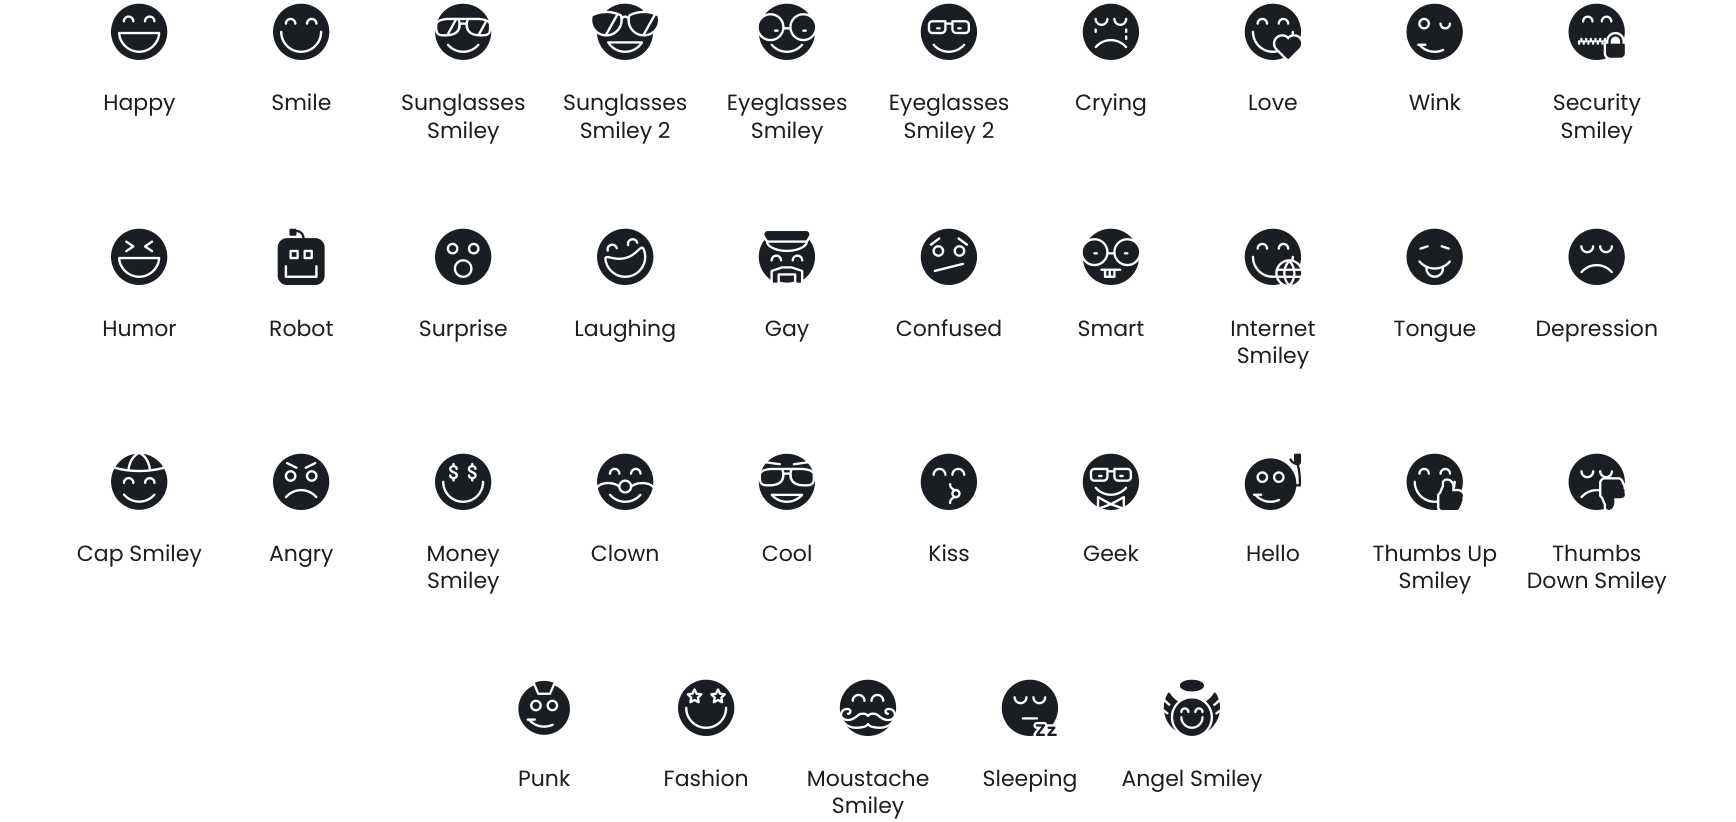 Happy
Smile
Sunglasses
Smiley
Sunglasses
Smiley 2
Eyeglasses
Smiley
Eyeglasses
Smiley 2
Crying
Love
Wink
Security
Smiley
Humor
Robot
Surprise
Laughing
Gay
Confused
Smart
Internet
Smiley
Tongue
Depression
Cap Smiley
Angry
Money
Smiley
Clown
Cool
Kiss
Geek
Hello
Thumbs Up
Smiley
Thumbs
Down Smiley
Punk
Fashion
Moustache
Smiley
Sleeping
Angel Smiley